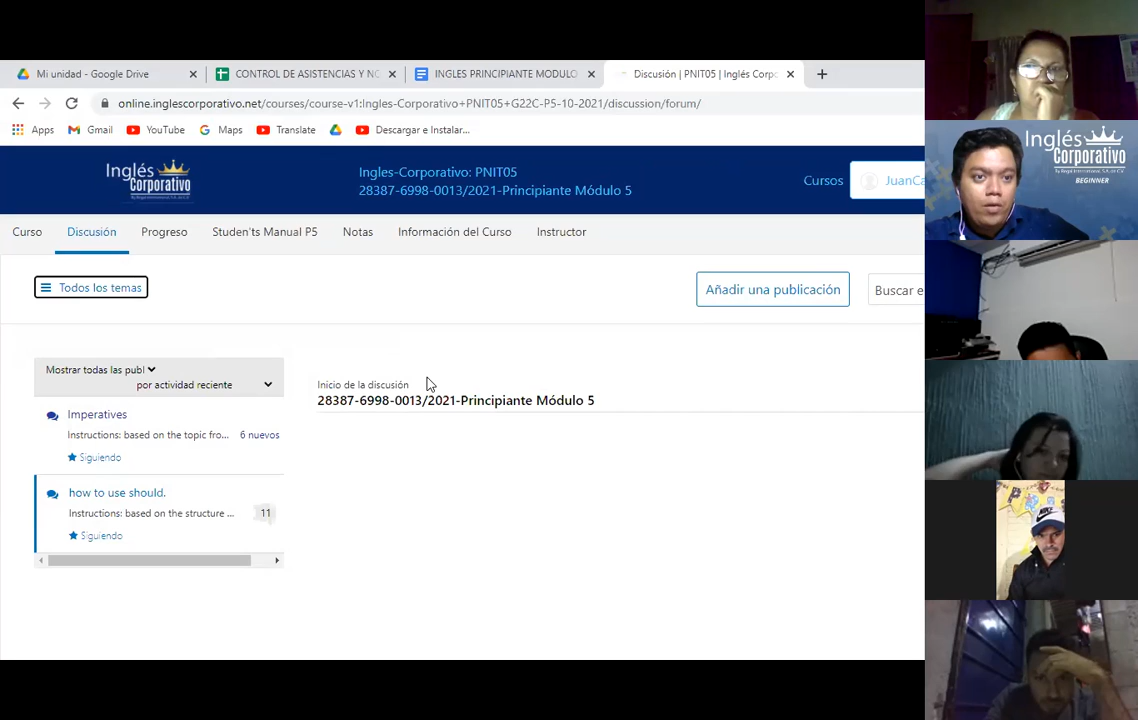 Mi unidad - Google Drive
CONTROL DE ASISTENCIAS Y NO
INGLES PRINCIPIANTE MODULO
Discusión | PNIT05 | Inglés Corpo
online.inglescorporativo.net/courses/course-v1:Ingles-Corporativo+PNIT05+G22C-P5-10-2021/discussion/forum/
Apps
Gmail
YouTube
Maps
Translate
Descargar e Instalar...
Inglés
Corporativo
Ingles-Corporativo: PNIT05
28387-6998-0013/2021-Principiante Módulo 5
Cursos
JuanCa
Curso
Discusión
Progreso
Studen'ts Manual P5
Notas
Información del Curso
Instructor
Todos los temas
Añadir una publicación
Buscar e
Mostrar todas las publ
por actividad reciente
Imperatives
Instructions: based on the topic fro...
6 nuevos
Siguiendo
how to use should.
Instructions: based on the structure ...
11
Siguiendo
Inicio de la discusión
28387-6998-0013/2021-Principiante Módulo 5
Inglés
Corporativo
BEGINNER
NIKE